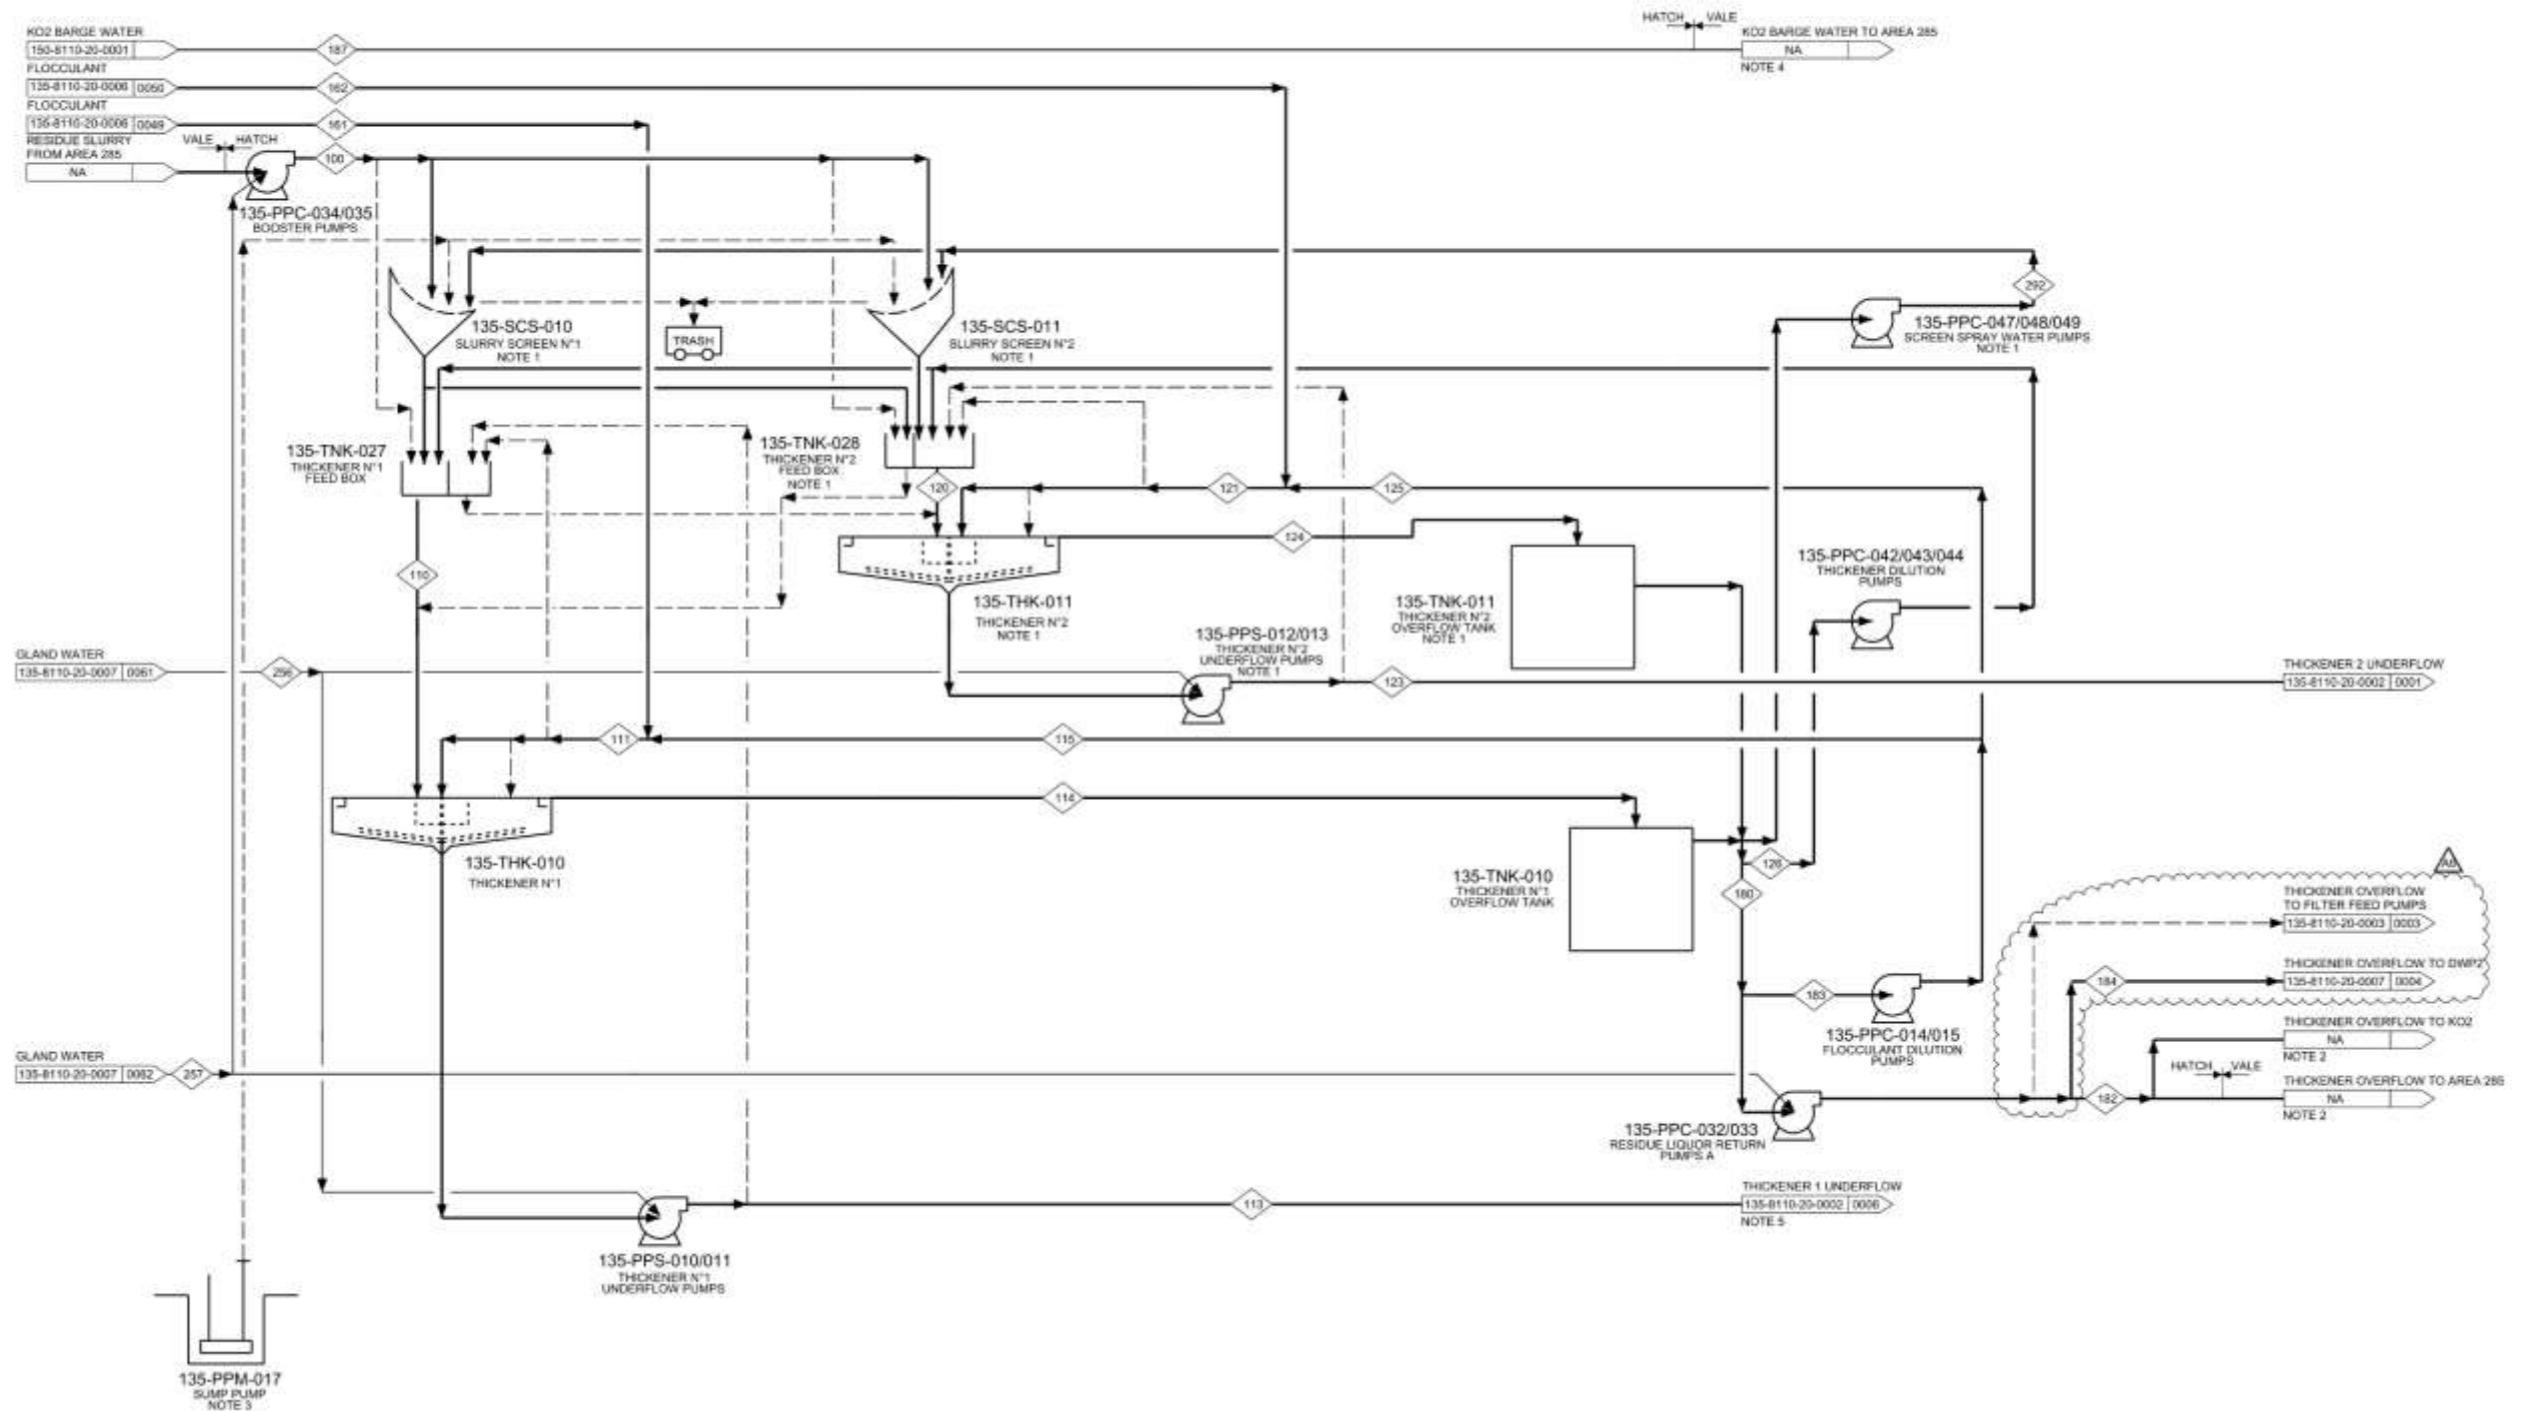 KO2 BARGE WATER
150-8110-20-0001
187
HATCH
VALE
KO2 BARGE WATER TO AREA 285
NA
NOTE 4
FLOCCULANT
135-8110-20-0006 0050
162
FLOCCULANT
135-8110-20-0006 0049
161
RESIDUE SLURRY
FROM AREA 285
NA
VALE
HATCH
100
135-PPC-034/035
BOOSTER PUMPS
292
135-SCS-010
SLURRY SCREEN N°1
NOTE 1
TRASH
135-SCS-011
SLURRY SCREEN N°2
NOTE 1
135-PPC-047/048/049
SCREEN SPRAY WATER PUMPS
NOTE 1
135-TNK-027
THICKENER N°1
FEED BOX
135-TNK-028
THICKENER N°2
FEED BOX
NOTE 1
120
121
125
110
124
135-PPC-042/043/044
THICKENER DILUTION
PUMPS
135-THK-011
THICKENER N°2
NOTE 1
135-TNK-011
THICKENER N°2
OVERFLOW TANK
NOTE 1
135-PPS-012/013
THICKENER N°2
UNDERFLOW PUMPS
NOTE 1
GLAND WATER
135-8110-20-0007 0061
256
123
THICKENER 2 UNDERFLOW
135-8110-20-0002 0001
111
115
114
135-THK-010
THICKENER N°1
135-TNK-010
THICKENER N°1
OVERFLOW TANK
126
180
THICKENER OVERFLOW
TO FILTER FEED PUMPS
135-8110-20-0003 0003
THICKENER OVERFLOW TO DWP2
184
135-8110-20-0007 0004
183
135-PPC-014/015
FLOCCULANT DILUTION
PUMPS
THICKENER OVERFLOW TO KO2
NA
NOTE 2
GLAND WATER
135-8110-20-0007 0062
257
HATCH
VALE
THICKENER OVERFLOW TO AREA 285
182
NA
NOTE 2
135-PPC-032/033
RESIDUE LIQUOR RETURN
PUMPS A
113
THICKENER 1 UNDERFLOW
135-8110-20-0002 0006
NOTE 5
135-PPS-010/011
THICKENER N°1
UNDERFLOW PUMPS
135-PPM-017
SUMP PUMP
NOTE 3